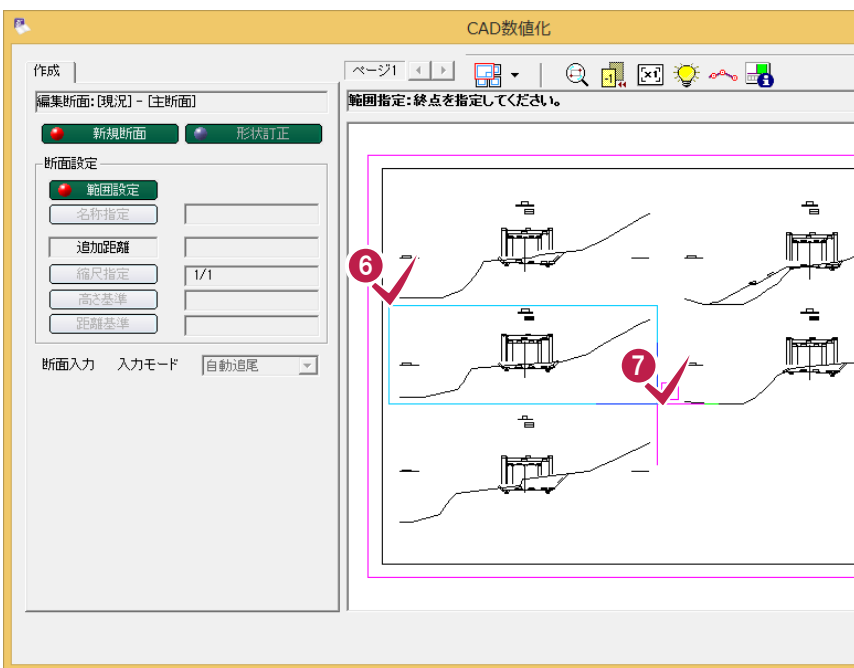 CAD数値化
作成
ページ1
編集断面:[現況] - [主断面]
範囲指定:終点を指定してください。
新規断面
形状訂正
断面設定
範囲設定
名称指定
追加距離
縮尺指定
1/1
高さ基準
距離基準
断面入力 入力モード 自動追尾
6
7